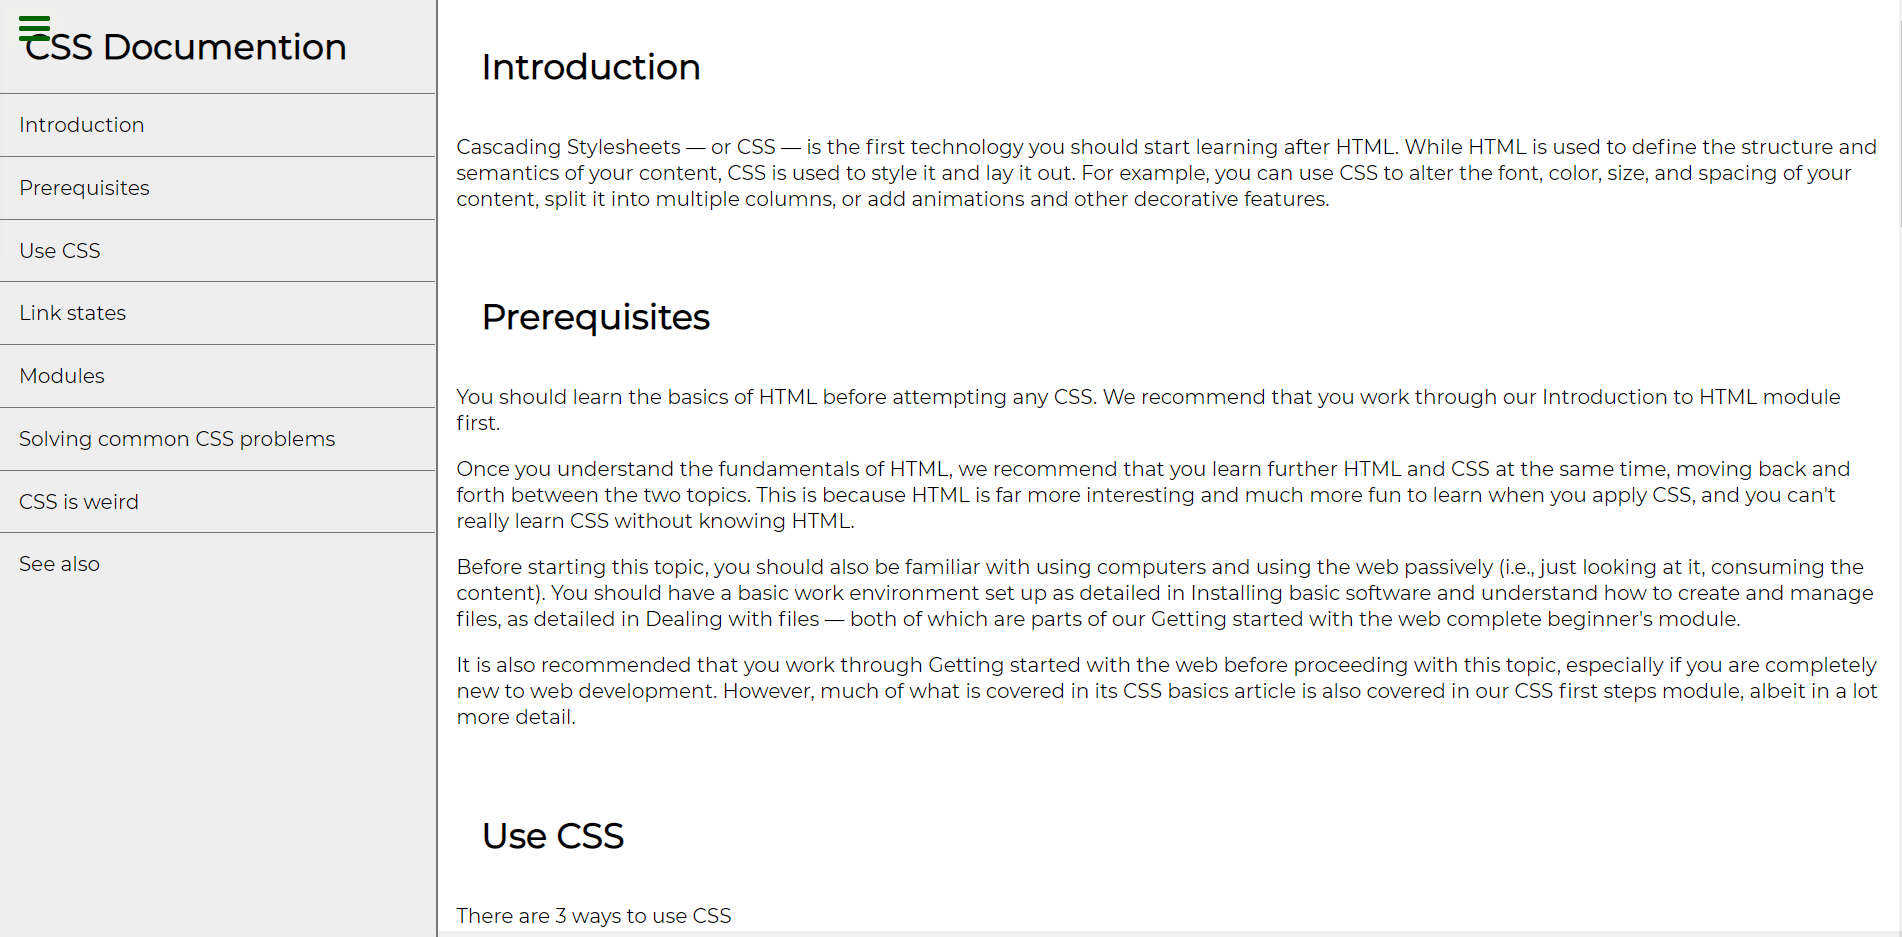 CSS Documention
Introduction
Prerequisites
Use CSS
Link states
Modules
Solving common CSS problems
CSS is weird
See also
Introduction
Cascading Stylesheets — or CSS — is the first technology you should start learning after HTML. While HTML is used to define the structure and
semantics of your content, CSS is used to style it and lay it out. For example, you can use CSS to alter the font, color, size, and spacing of your
content, split it into multiple columns, or add animations and other decorative features.
Prerequisites
You should learn the basics of HTML before attempting any CSS. We recommend that you work through our Introduction to HTML module
first.
Once you understand the fundamentals of HTML, we recommend that you learn further HTML and CSS at the same time, moving back and
forth between the two topics. This is because HTML is far more interesting and much more fun to learn when you apply CSS, and you can't
really learn CSS without knowing HTML.
Before starting this topic, you should also be familiar with using computers and using the web passively (i.e., just looking at it, consuming the
content). You should have a basic work environment set up as detailed in Installing basic software and understand how to create and manage
files, as detailed in Dealing with files — both of which are parts of our Getting started with the web complete beginner's module.
It is also recommended that you work through Getting started with the web before proceeding with this topic, especially if you are completely
new to web development. However, much of what is covered in its CSS basics article is also covered in our CSS first steps module, albeit in a lot
more detail.
Use CSS
There are 3 ways to use CSS